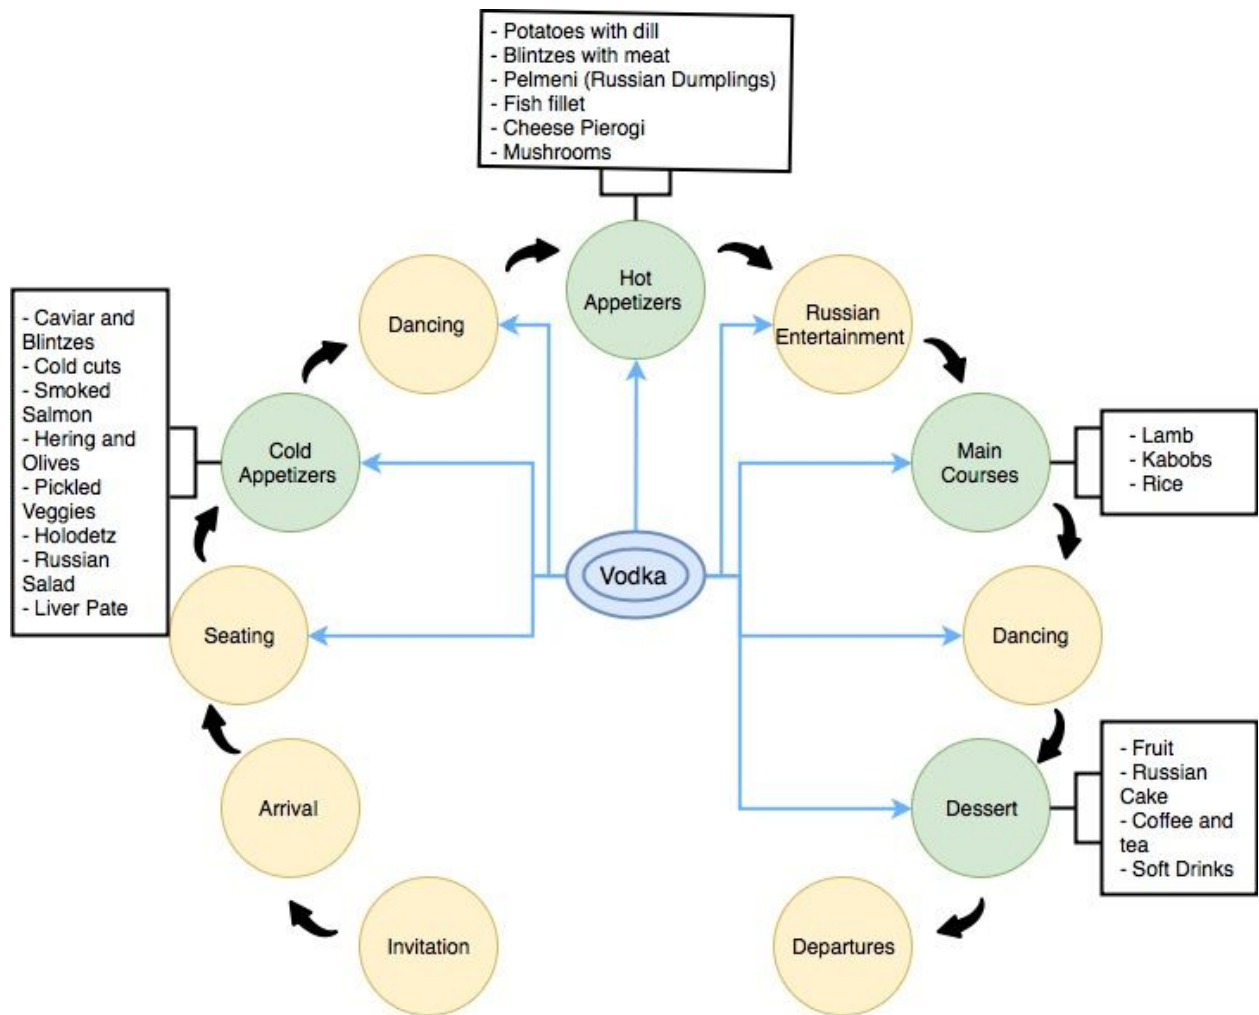 - Potatoes with dill
- Blintzes with meat
- Pelmeni (Russian Dumplings)
- Fish fillet
- Cheese Pierogi
- Mushrooms
Hot
Appetizers
Dancing
Russian
Entertainment
- Caviar and
Blintzes
- Cold cuts
- Smoked
Salmon
- Hering and
Olives
- Pickled
Veggies
- Holodetz
- Russian
Salad
- Liver Pate
Cold
Appetizers
Main
Courses
- Lamb
- Kabobs
- Rice
Vodka
Seating
Dancing
Arrival
Dessert
- Fruit
- Russian
Cake
- Coffee and
tea
- Soft Drinks
Invitation
Departures